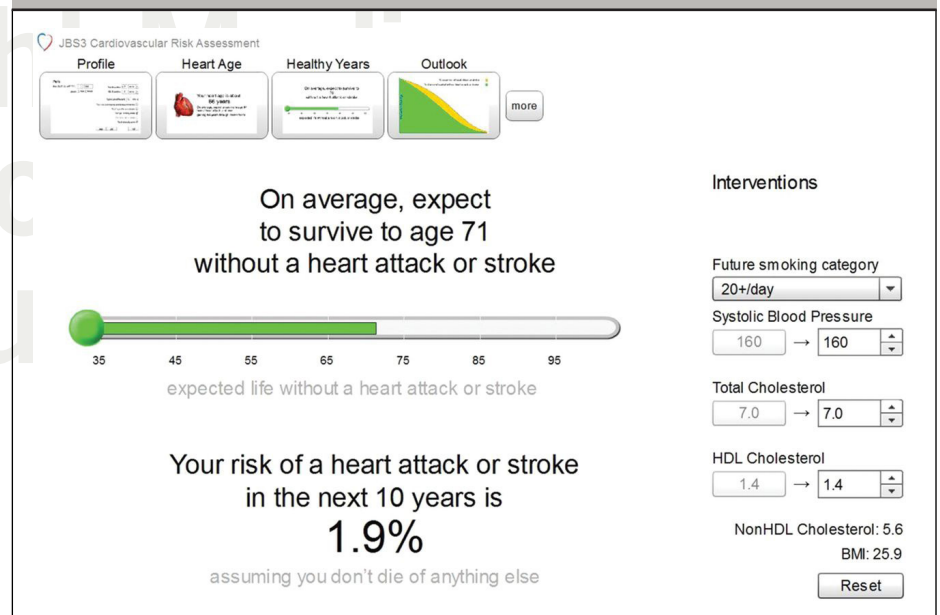 JBS3 Cardiovascular Risk Assessment
Profile Heart Age Healthy Years Outlook
more
On average, expect
to survive to age 71
without a heart attack or stroke
35 45 55 65 75 85 95
expected life without a heart attack or stroke
Your risk of a heart attack or stroke
in the next 10 years is
1.9%
assuming you don't die of anything else
Interventions
Future smoking category
20+/day
Systolic Blood Pressure
160 → 160
Total Cholesterol
7.0 → 7.0
HDL Cholesterol
1.4 → 1.4
NonHDL Cholesterol: 5.6
BMI: 25.9
Reset